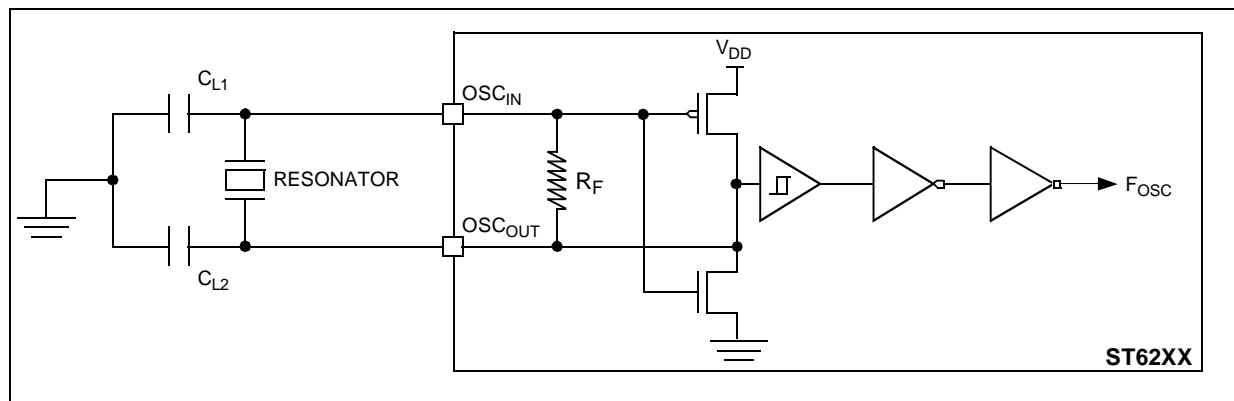 V_DD
C_L1
OSC_IN
RESONATOR
R_F
F_OSC
OSC_OUT
C_L2
ST62XX